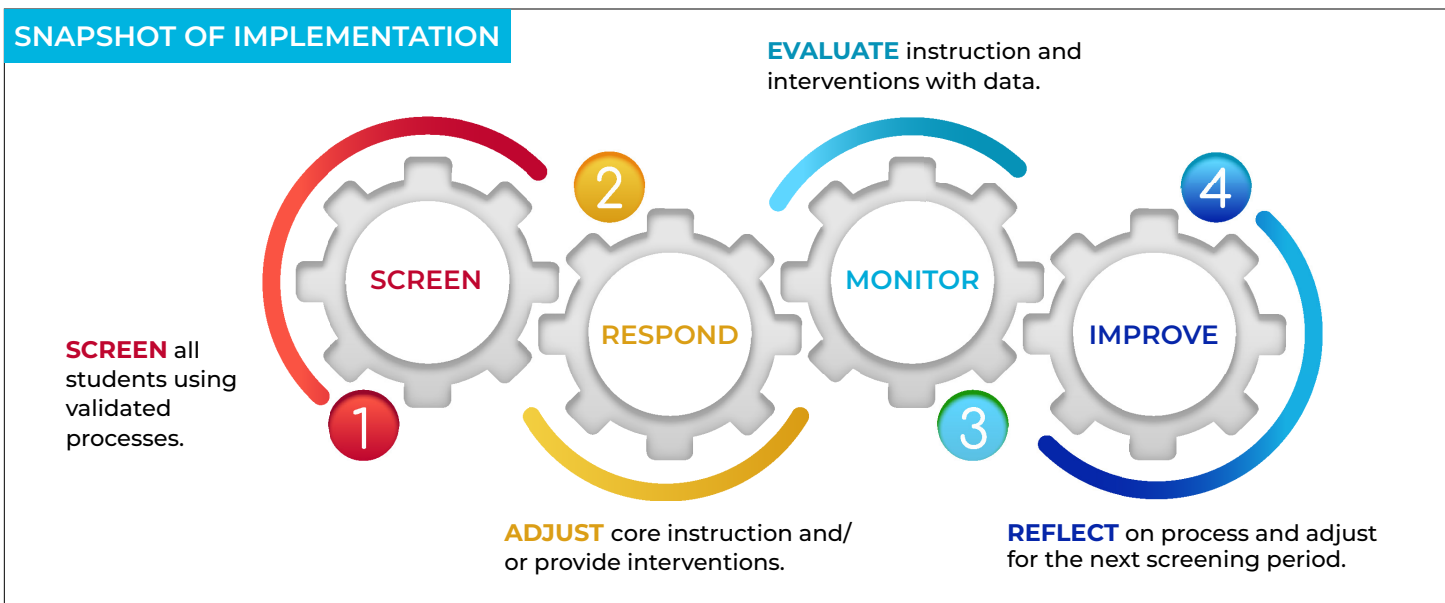 SNAPSHOT OF IMPLEMENTATION
SCREEN
1
SCREEN all
students using
validated
processes.
2
RESPOND
ADJUST core instruction and/
or provide interventions.
EVALUATE instruction and
interventions with data.
MONITOR
3
4
IMPROVE
REFLECT on process and adjust
for the next screening period.